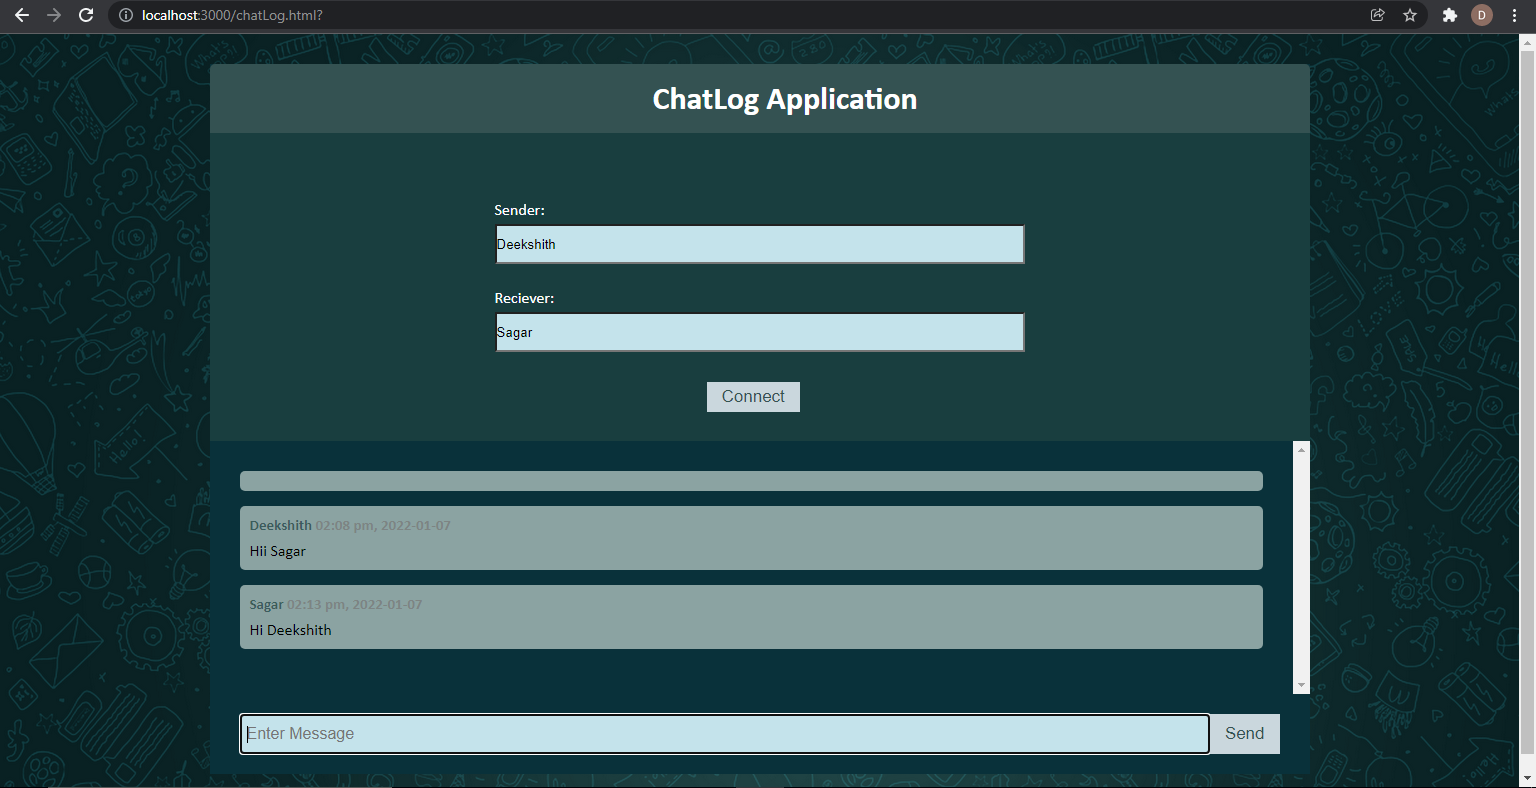 localhost:3000/chatLog.html?
D
ChatLog Application
Sender:
Deekshith
Reciever:
Sagar
Connect
Deekshith 02:08 pm, 2022-01-07
Hii Sagar
Sagar 02:13 pm, 2022-01-07
Hi Deekshith
Enter Message
Send
Hello!